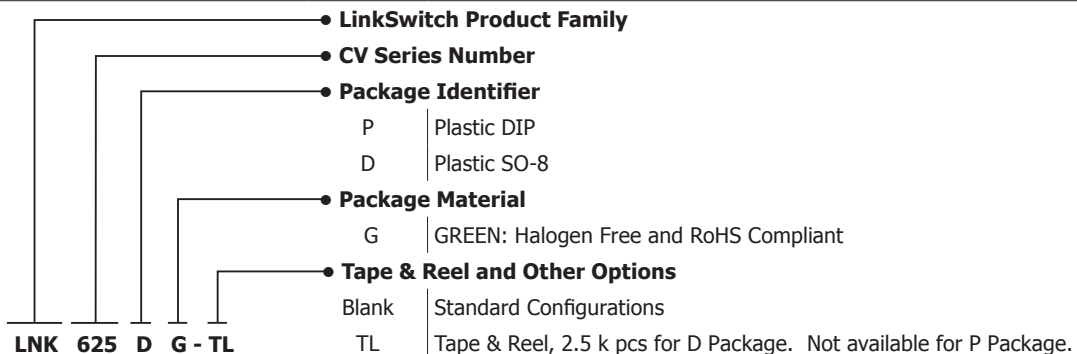 LinkSwitch Product Family
CV Series Number
Package Identifier
P Plastic DIP
D Plastic SO-8
Package Material
G GREEN: Halogen Free and RoHS Compliant
Tape & Reel and Other Options
Blank Standard Configurations
LNK 625 D G - TL
TL Tape & Reel, 2.5 k pcs for D Package. Not available for P Package.